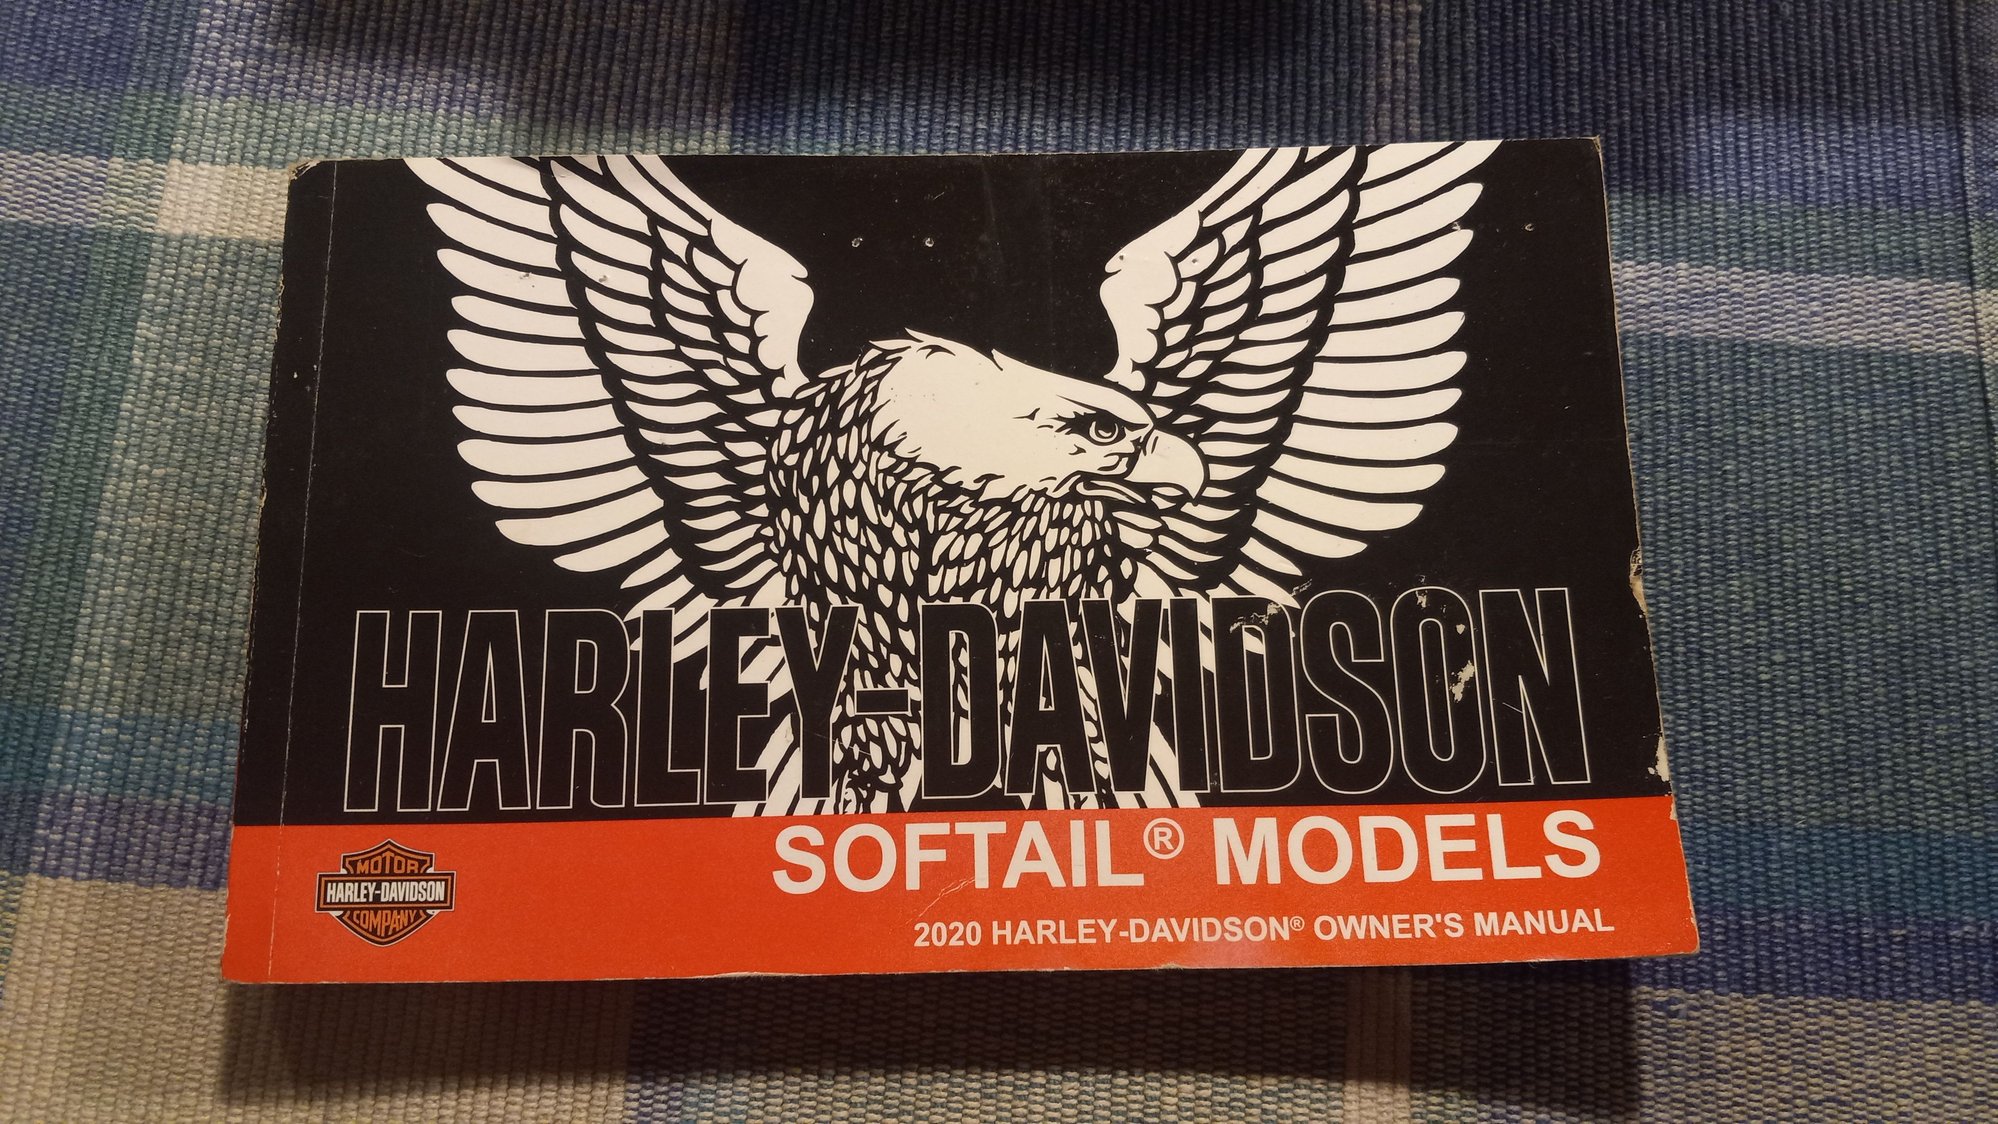 HARLEY-DAVIDSON
SOFTAIL® MODELS
2020 HARLEY-DAVIDSON® OWNER'S MANUAL
MOTOR
HARLEY-DAVIDSON
COMPANY